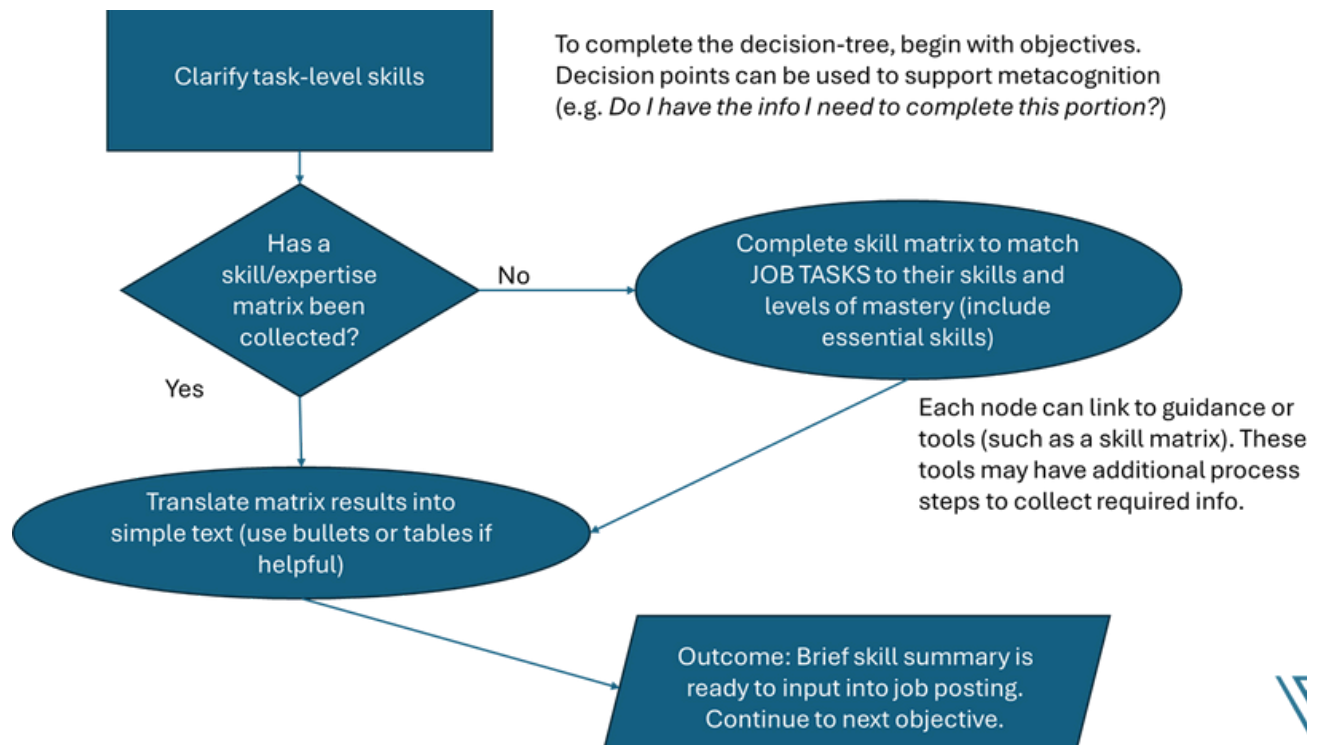 Clarify task-level skills
To complete the decision-tree, begin with objectives.
Decision points can be used to support metacognition
(e.g. Do I have the info I need to complete this portion?)
Has a
skill/expertise
matrix been
collected?
No
Complete skill matrix to match
JOB TASKS to their skills and
levels of mastery (include
essential skills)
Yes
Each node can link to guidance or
tools (such as a skill matrix). These
tools may have additional process
steps to collect required info.
Translate matrix results into
simple text (use bullets or tables if
helpful)
Outcome: Brief skill summary is
ready to input into job posting.
Continue to next objective.